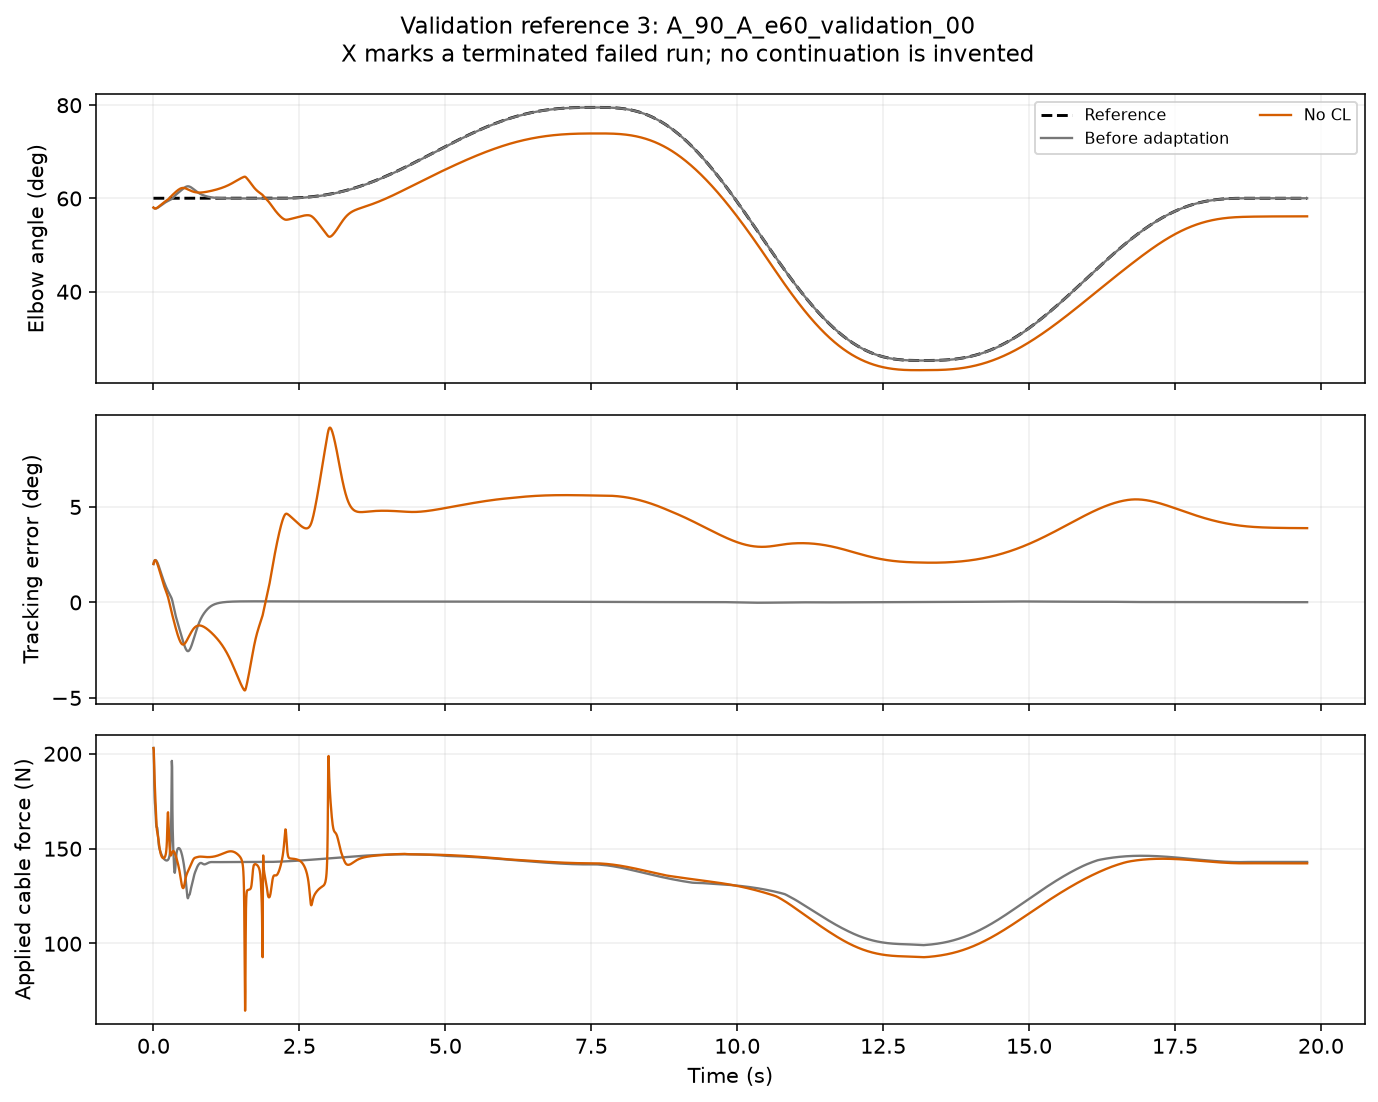 Validation reference 3: A_90_A_e60_validation_00
X marks a terminated failed run; no continuation is invented
Elbow angle (deg)
80
60
40
Reference
Before adaptation
No CL
Tracking error (deg)
5
0
−5
Applied cable force (N)
200
150
100
0.0 2.5 5.0 7.5 10.0 12.5 15.0 17.5 20.0
Time (s)